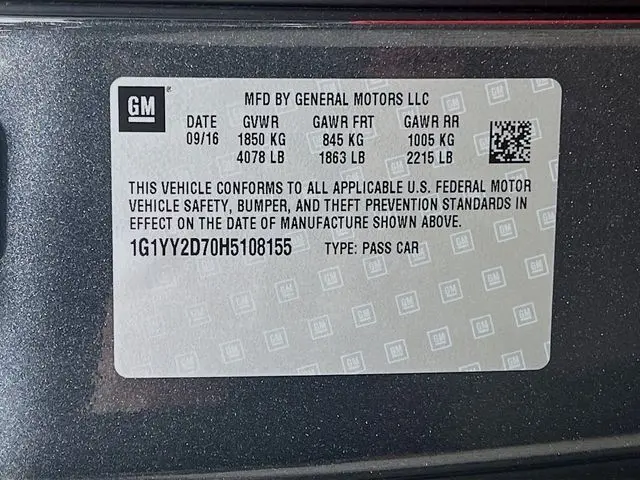 GM
MFD BY GENERAL MOTORS LLC
DATE GVWR GAWR FRT GAWR RR
09/16 1850 KG 845 KG 1005 KG
4078 LB 1863 LB 2215 LB
THIS VEHICLE CONFORMS TO ALL APPLICABLE U.S. FEDERAL MOTOR
VEHICLE SAFETY, BUMPER, AND THEFT PREVENTION STANDARDS IN
EFFECT ON THE DATE OF MANUFACTURE SHOWN ABOVE.
1G1YY2D70H5108155 TYPE: PASS CAR